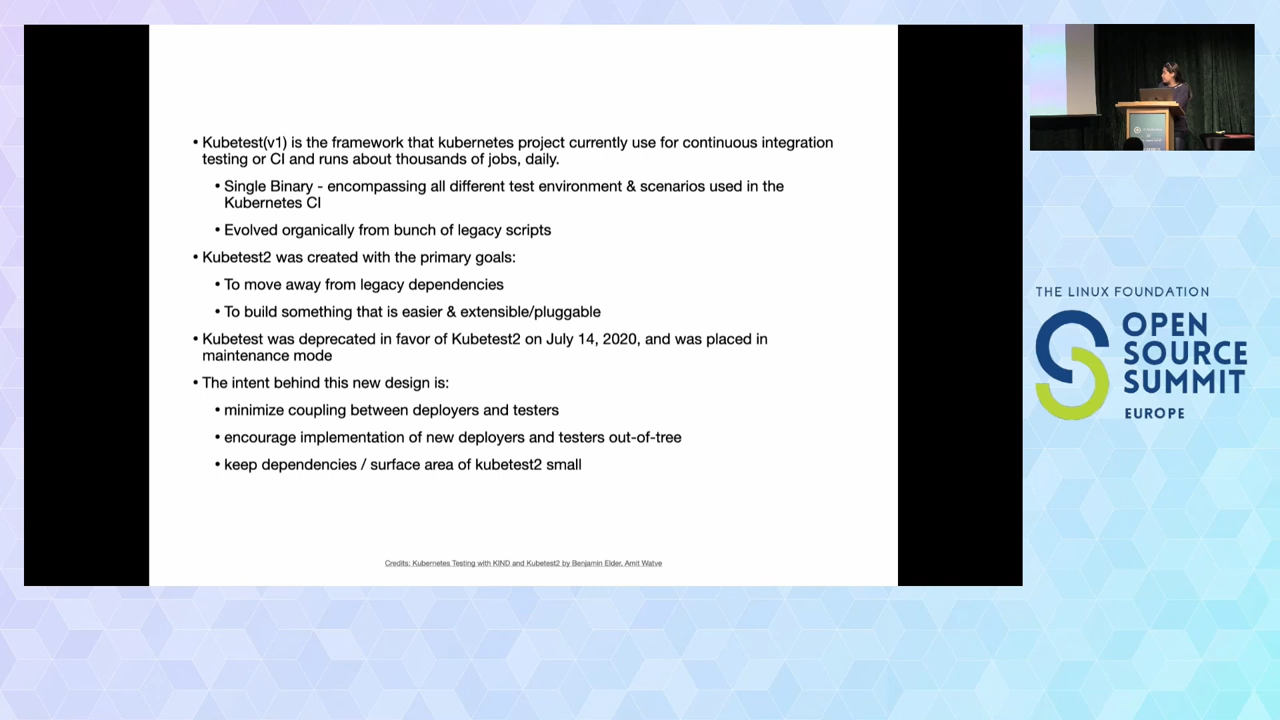 • Kubetest(v1) is the framework that kubernetes project currently use for continuous integration
testing or CI and runs about thousands of jobs, daily.
• Single Binary - encompassing all different test environment & scenarios used in the
Kubernetes CI
• Evolved organically from bunch of legacy scripts
• Kubetest2 was created with the primary goals:
• To move away from legacy dependencies
• To build something that is easier & extensible/pluggable
• Kubetest was deprecated in favor of Kubetest2 on July 14, 2020, and was placed in
maintenance mode
• The intent behind this new design is:
• minimize coupling between deployers and testers
• encourage implementation of new deployers and testers out-of-tree
• keep dependencies / surface area of kubetest2 small
Credits: Kubernetes Testing with KIND and Kubetest2 by Benjamin Elder, Amit Watve
THE LINUX FOUNDATION
OPEN
SOURCE
SUMMIT
EUROPE